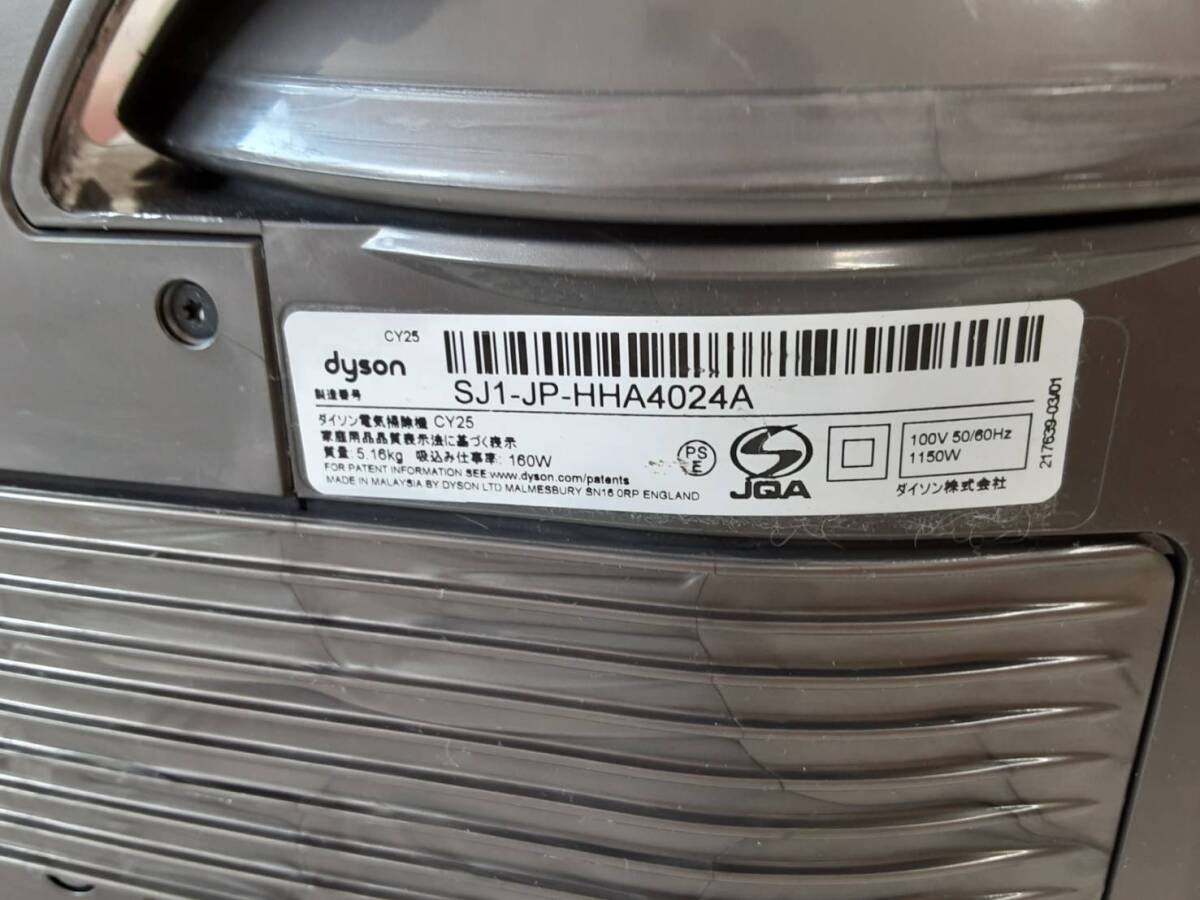 CY25
dyson
製造番号
SJ1-JP-HHA4024A
ダイソン電気掃除機 CY25
家庭用品品質表示法に基づく表示
質量: 5.16kg 吸込み仕事率: 160W
FOR PATENT INFORMATION SEE www.dyson.com/patents
MADE IN MALAYSIA BY DYSON LTD MALMESBURY SN16 0RP ENGLAND
PS
E
JQA
100V 50/60Hz
1150W
ダイソン株式会社
217639-03/01